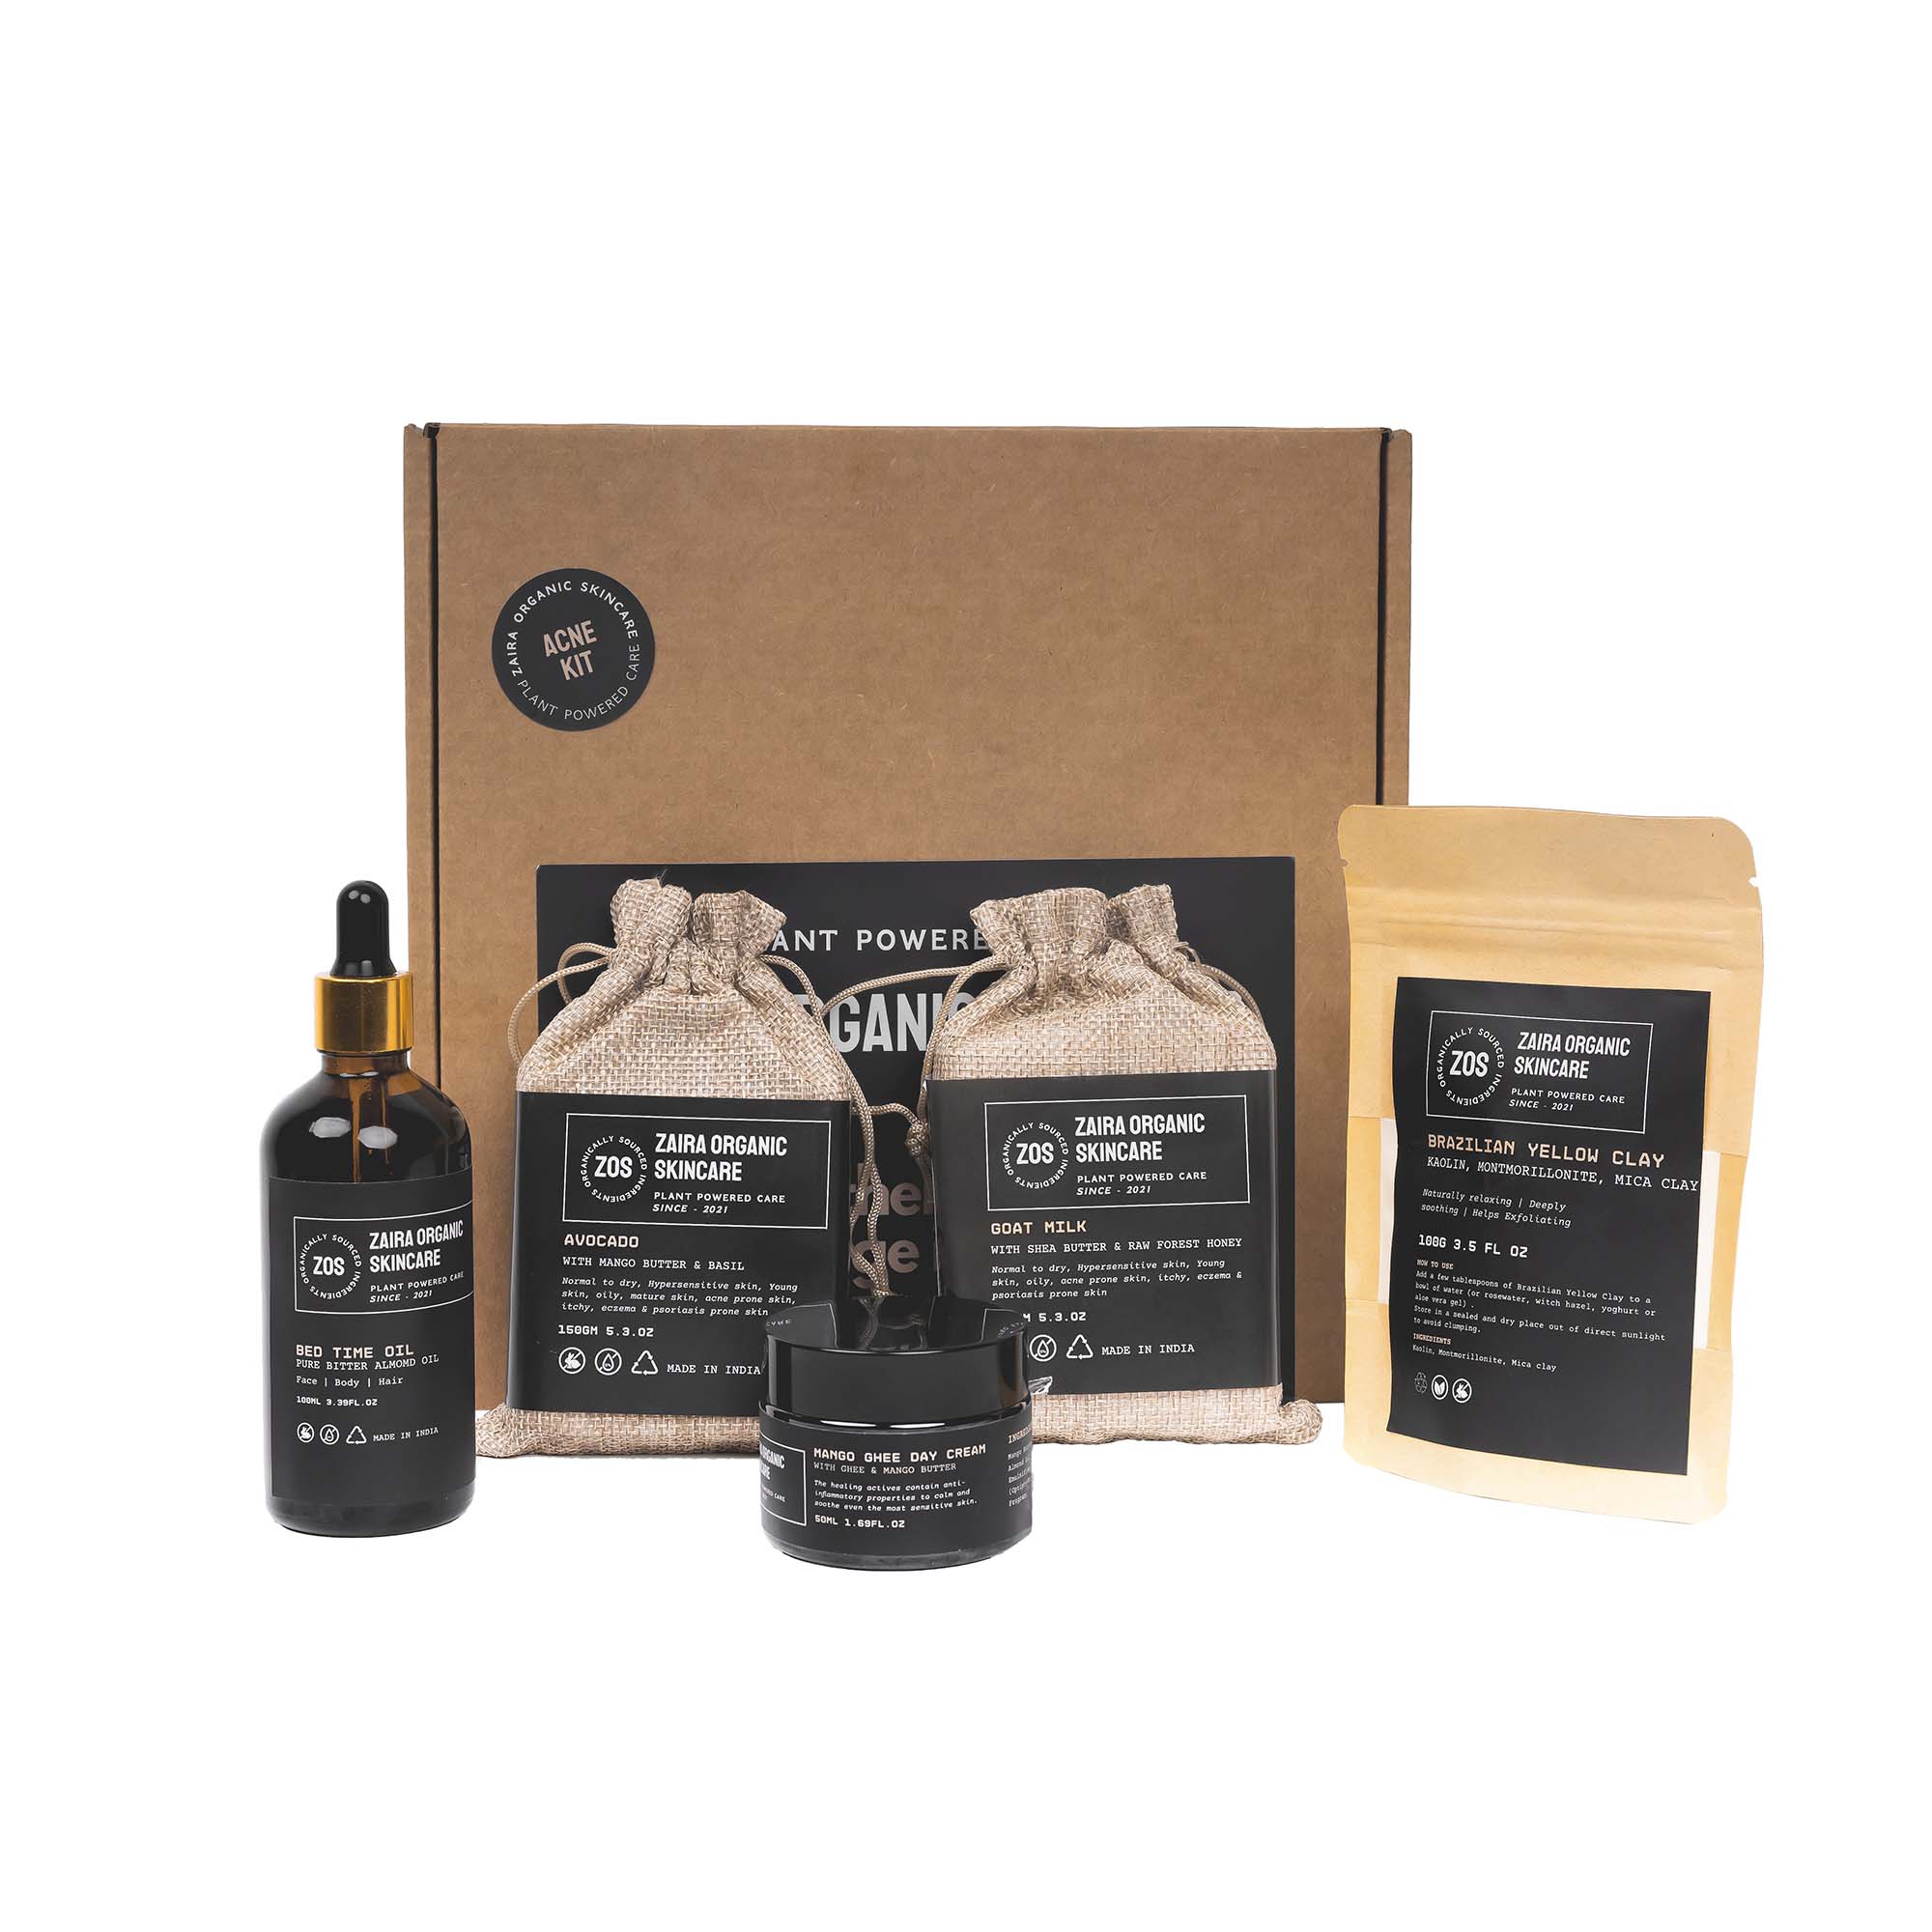 ZAIRA ORGANIC SKINCARE
ACNE
KIT
PLANT POWERED CARE
ANT POWERE
RGANIC
he
ge
ORGANICALLY SOURCED INGREDIENTS
ZOS
ZAIRA ORGANIC
SKINCARE
PLANT POWERED CARE
SINCE - 2021
BED TIME OIL
PURE BITTER ALMOMD OIL
Face | Body | Hair
100ML 3.39FL.OZ
MADE IN INDIA
ORGANICALLY SOURCED INGREDIENTS
ZOS
ZAIRA ORGANIC
SKINCARE
PLANT POWERED CARE
SINCE - 2021
AVOCADO
WITH MANGO BUTTER & BASIL
Normal to dry, Hypersensitive skin, Young
skin, oily, mature skin, acne prone skin,
itchy, eczema & psoriasis prone skin
150GM 5.3.OZ
MADE IN INDIA
ORGANICALLY SOURCED INGREDIENTS
ZOS
ZAIRA ORGANIC
SKINCARE
PLANT POWERED CARE
SINCE - 2021
GOAT MILK
WITH SHEA BUTTER & RAW FOREST HONEY
Normal to dry, Hypersensitive skin, Young
skin, oily, acne prone skin, itchy, eczema &
psoriasis prone skin
M 5.3.OZ
MADE IN INDIA
MANGO GHEE DAY CREAM
WITH GHEE & MANGO BUTTER
The healing actives contain anti-
inflammatory properties to calm and
soothe even the most sensitive skin.
50ML 1.69FL.OZ
ORGANICALLY SOURCED INGREDIENTS
ZOS
ZAIRA ORGANIC
SKINCARE
PLANT POWERED CARE
SINCE - 2021
BRAZILIAN YELLOW CLAY
KAOLIN, MONTMORILLONITE, MICA CLAY
Naturally relaxing | Deeply
soothing | Helps Exfoliating
100G 3.5 FL OZ
HOW TO USE
Add a few tablespoons of Brazilian Yellow Clay to a
bowl of water (or rosewater, witch hazel, yoghurt or
aloe vera gel) .
Store in a sealed and dry place out of direct sunlight
to avoid clumping.
INGREDIENTS
Kaolin, Montmorillonite, Mica clay